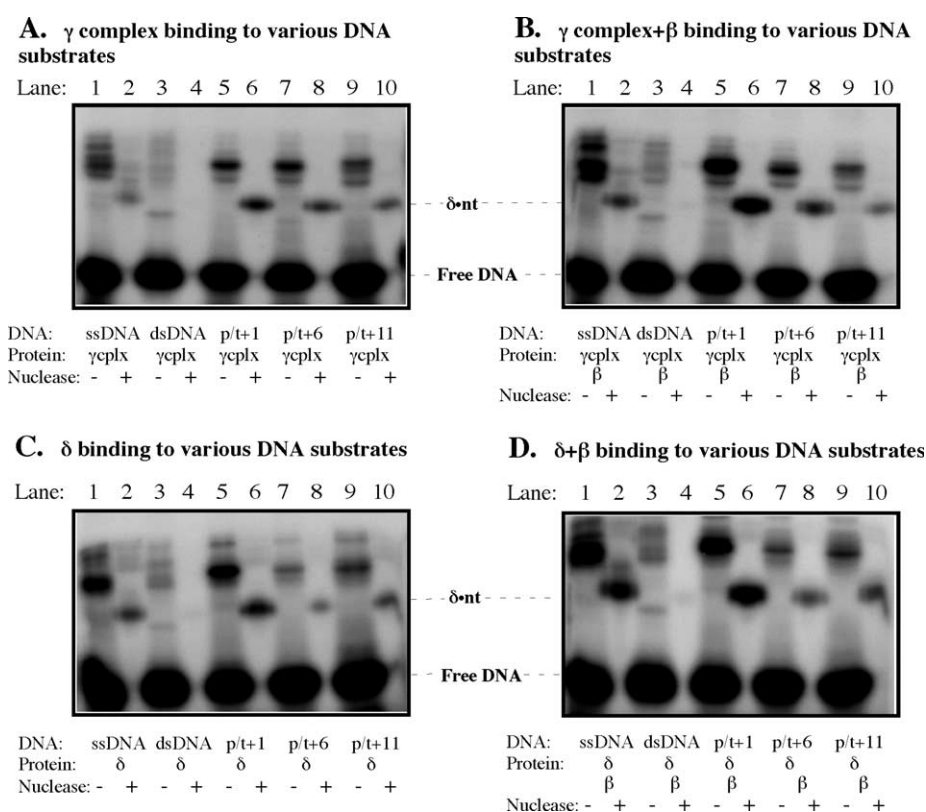 A. γ complex binding to various DNA
substrates
Lane: 1 2 3 4 5 6 7 8 9 10
δ•nt
Free DNA
DNA: ssDNA dsDNA p/t+1 p/t+6 p/t+11
Protein: γcplx γcplx γcplx γcplx γcplx
Nuclease: - + - + - + - + - +
B. γ complex+β binding to various DNA
substrates
Lane: 1 2 3 4 5 6 7 8 9 10
DNA: ssDNA dsDNA p/t+1 p/t+6 p/t+11
Protein: γcplx γcplx γcplx γcplx γcplx
β β β β β
Nuclease: - + - + - + - + - +
C. δ binding to various DNA substrates
Lane: 1 2 3 4 5 6 7 8 9 10
δ•nt
Free DNA
DNA: ssDNA dsDNA p/t+1 p/t+6 p/t+11
Protein: δ δ δ δ δ
Nuclease: - + - + - + - + - +
D. δ+β binding to various DNA substrates
Lane: 1 2 3 4 5 6 7 8 9 10
DNA: ssDNA dsDNA p/t+1 p/t+6 p/t+11
Protein: δ δ δ δ δ
β β β β β
Nuclease: - + - + - + - + - +